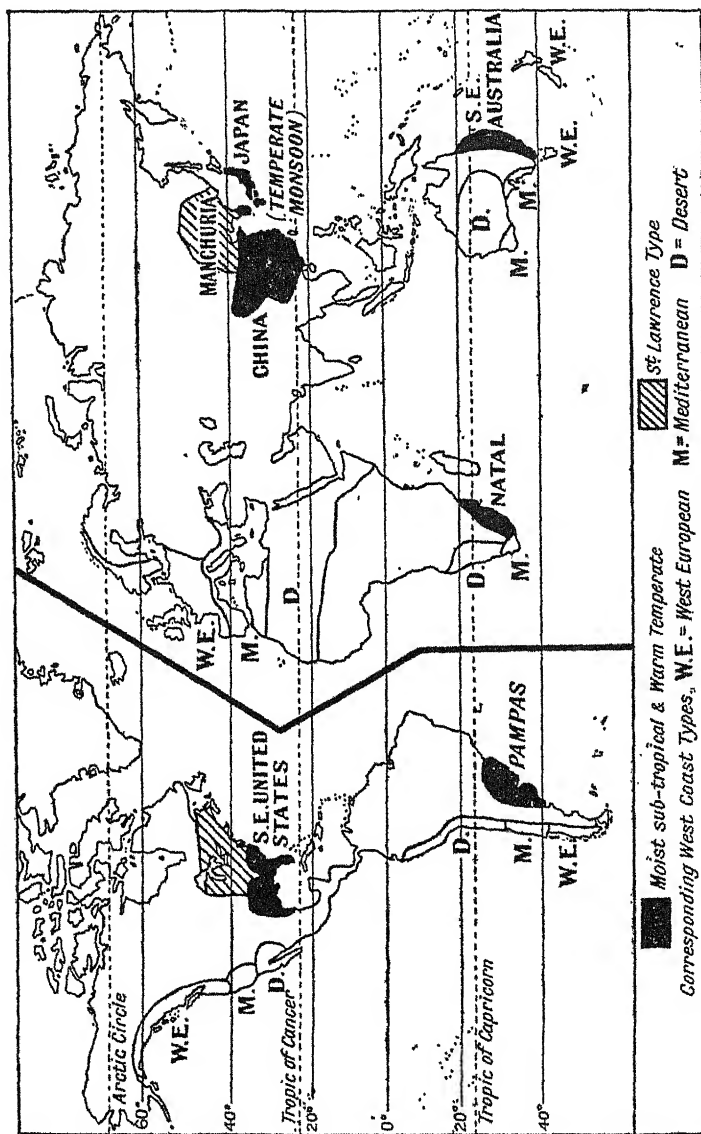 Arctic Circle
60°
40°
Tropic of Cancer
20°
0°
20°
Tropic of Capricorn
40°
W.E.
M.
D.
S.E. UNITED
STATES
D.
M.
W.E.
PAMPAS
W.E.
M.
D.
D.
M.
NATAL
MANCHURIA
CHINA
JAPAN
(TEMPERATE
MONSOON)
S.E.
AUSTRALIA
D.
M.
M.
W.E.
W.E.
Moist sub-tropical & Warm Temperate
St Lawrence Type
Corresponding West Coast Types, W.E. = West European M = Mediterranean D = Desert